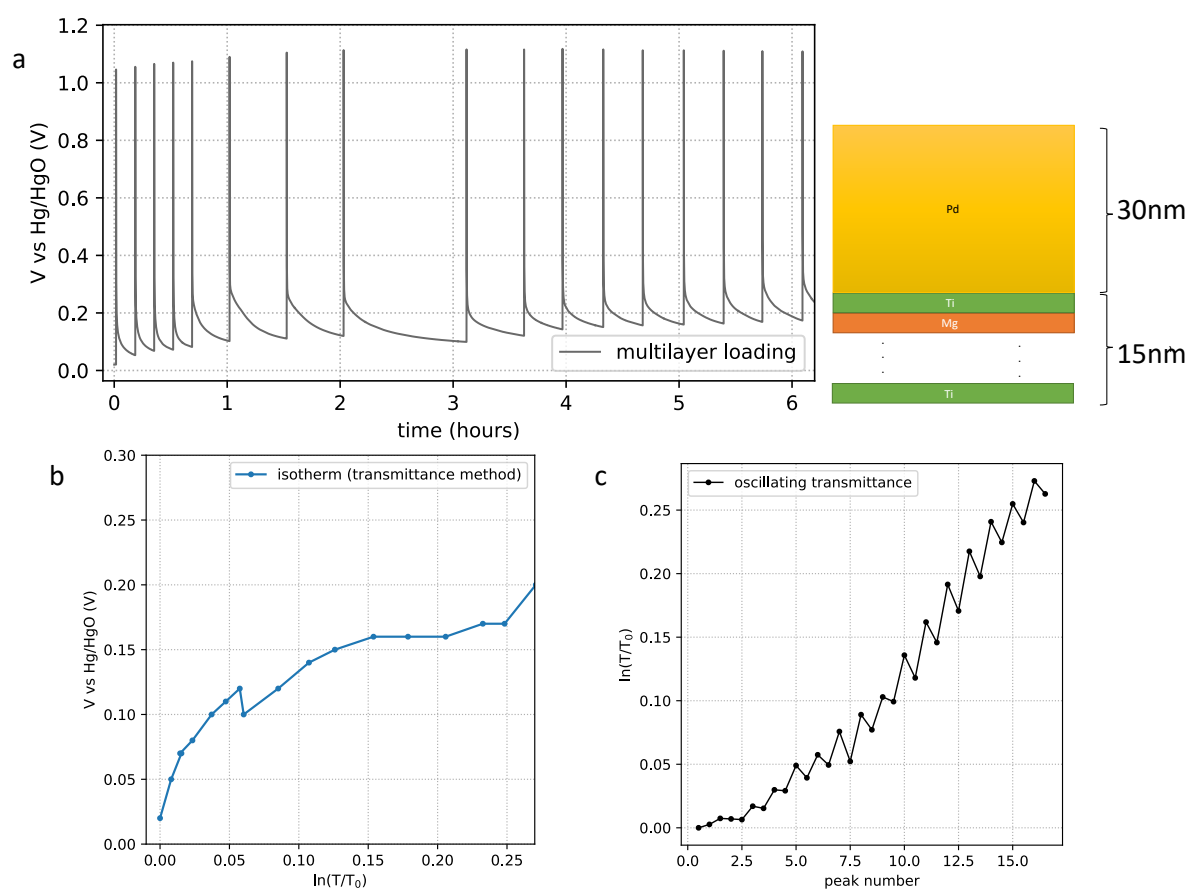 a
V vs Hg/HgO (V)
1.2
1.0
0.8
0.6
0.4
0.2
0.0
0 1 2 3 4 5 6
time (hours)
multilayer loading
Pd
Ti
Mg
Ti
30nm
15nm
b
isotherm (transmittance method)
V vs Hg/HgO (V)
0.30
0.25
0.20
0.15
0.10
0.05
0.00
0.00 0.05 0.10 0.15 0.20 0.25
ln(T/T₀)
c
oscillating transmittance
ln(T/T₀)
0.25
0.20
0.15
0.10
0.05
0.00
0.0 2.5 5.0 7.5 10.0 12.5 15.0
peak number